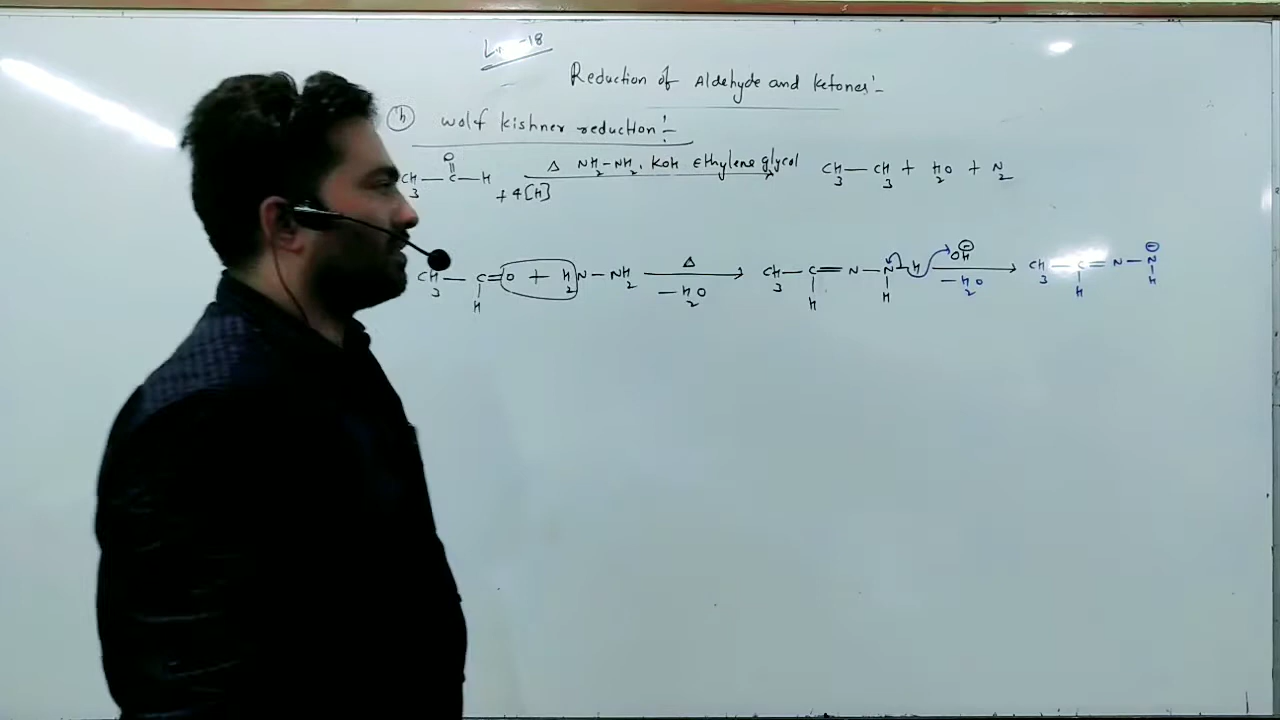 L -18
Reduction of Aldehyde and Ketones:-
(h) Wolf Kishner reduction:-
O
CH3—C—H +4[H] Δ NH2-NH2, KOH Ethylene glycol CH3—CH3 + H2O + N2
CH3—C=O + H2N—NH2 Δ -H2O CH3—C=N—N—H OH⊖ -H2O CH3—C=N—N⊖
H H H H